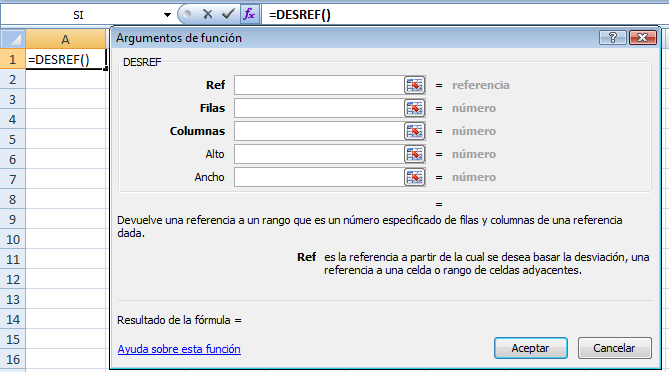 SI
fx
=DESREF()
A
1
=DESREF()
2
3
4
5
6
7
8
9
10
11
12
13
14
15
16
Argumentos de función
?
DESREF
Ref = referencia
Filas = número
Columnas = número
Alto = número
Ancho = número
=
Devuelve una referencia a un rango que es un número especificado de filas y columnas de una referencia
dada.
Ref es la referencia a partir de la cual se desea basar la desviación, una
referencia a una celda o rango de celdas adyacentes.
Resultado de la fórmula =
Ayuda sobre esta función
Aceptar
Cancelar